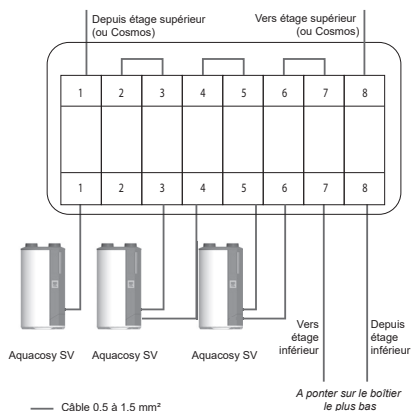 Depuis étage supérieur
(ou Cosmos)
Vers étage supérieur
(ou Cosmos)
1 2 3 4 5 6 7 8
1 2 3 4 5 6 7 8
Aquacosy SV
Aquacosy SV
Aquacosy SV
Vers
étage
inférieur
Depuis
étage
inférieur
A ponter sur le boîtier
le plus bas
Câble 0.5 à 1.5 mm²